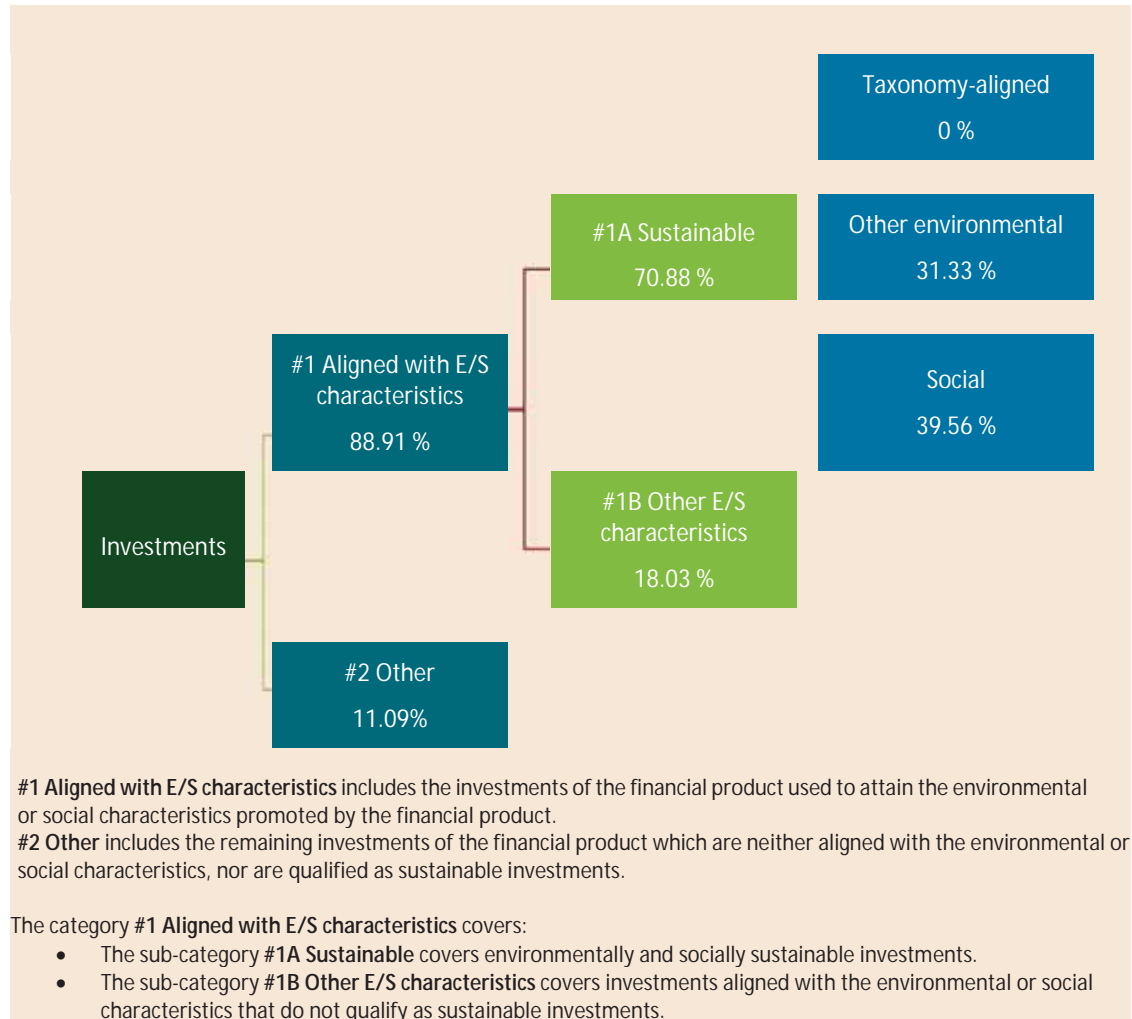 Taxonomy-aligned
0 %
#1A Sustainable
70.88 %
Other environmental
31.33 %
#1 Aligned with E/S
characteristics
88.91 %
Social
39.56 %
Investments
#1B Other E/S
characteristics
18.03 %
#2 Other
11.09%
#1 Aligned with E/S characteristics includes the investments of the financial product used to attain the environmental
or social characteristics promoted by the financial product.
#2 Other includes the remaining investments of the financial product which are neither aligned with the environmental or
social characteristics, nor are qualified as sustainable investments.
The category #1 Aligned with E/S characteristics covers:
• The sub-category #1A Sustainable covers environmentally and socially sustainable investments.
• The sub-category #1B Other E/S characteristics covers investments aligned with the environmental or social
characteristics that do not qualify as sustainable investments.